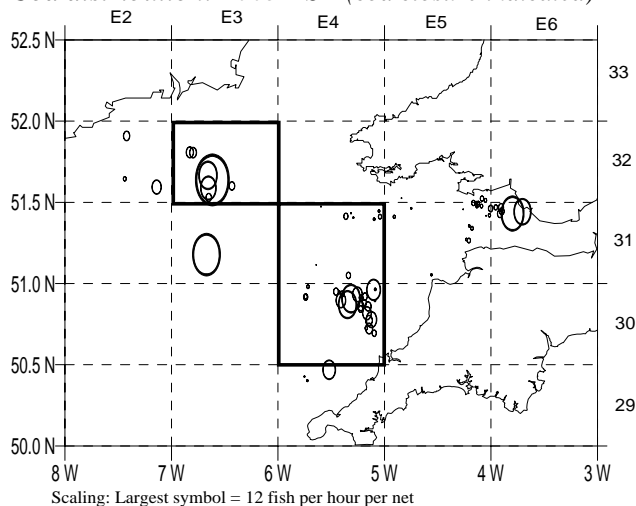 E2 E3 E4 E5 E6
52.5 N
33
52.0 N
32
51.5 N
31
51.0 N
30
50.5 N
29
50.0 N
8 W 7 W 6 W 5 W 4 W 3 W
Scaling: Largest symbol = 12 fish per hour per net